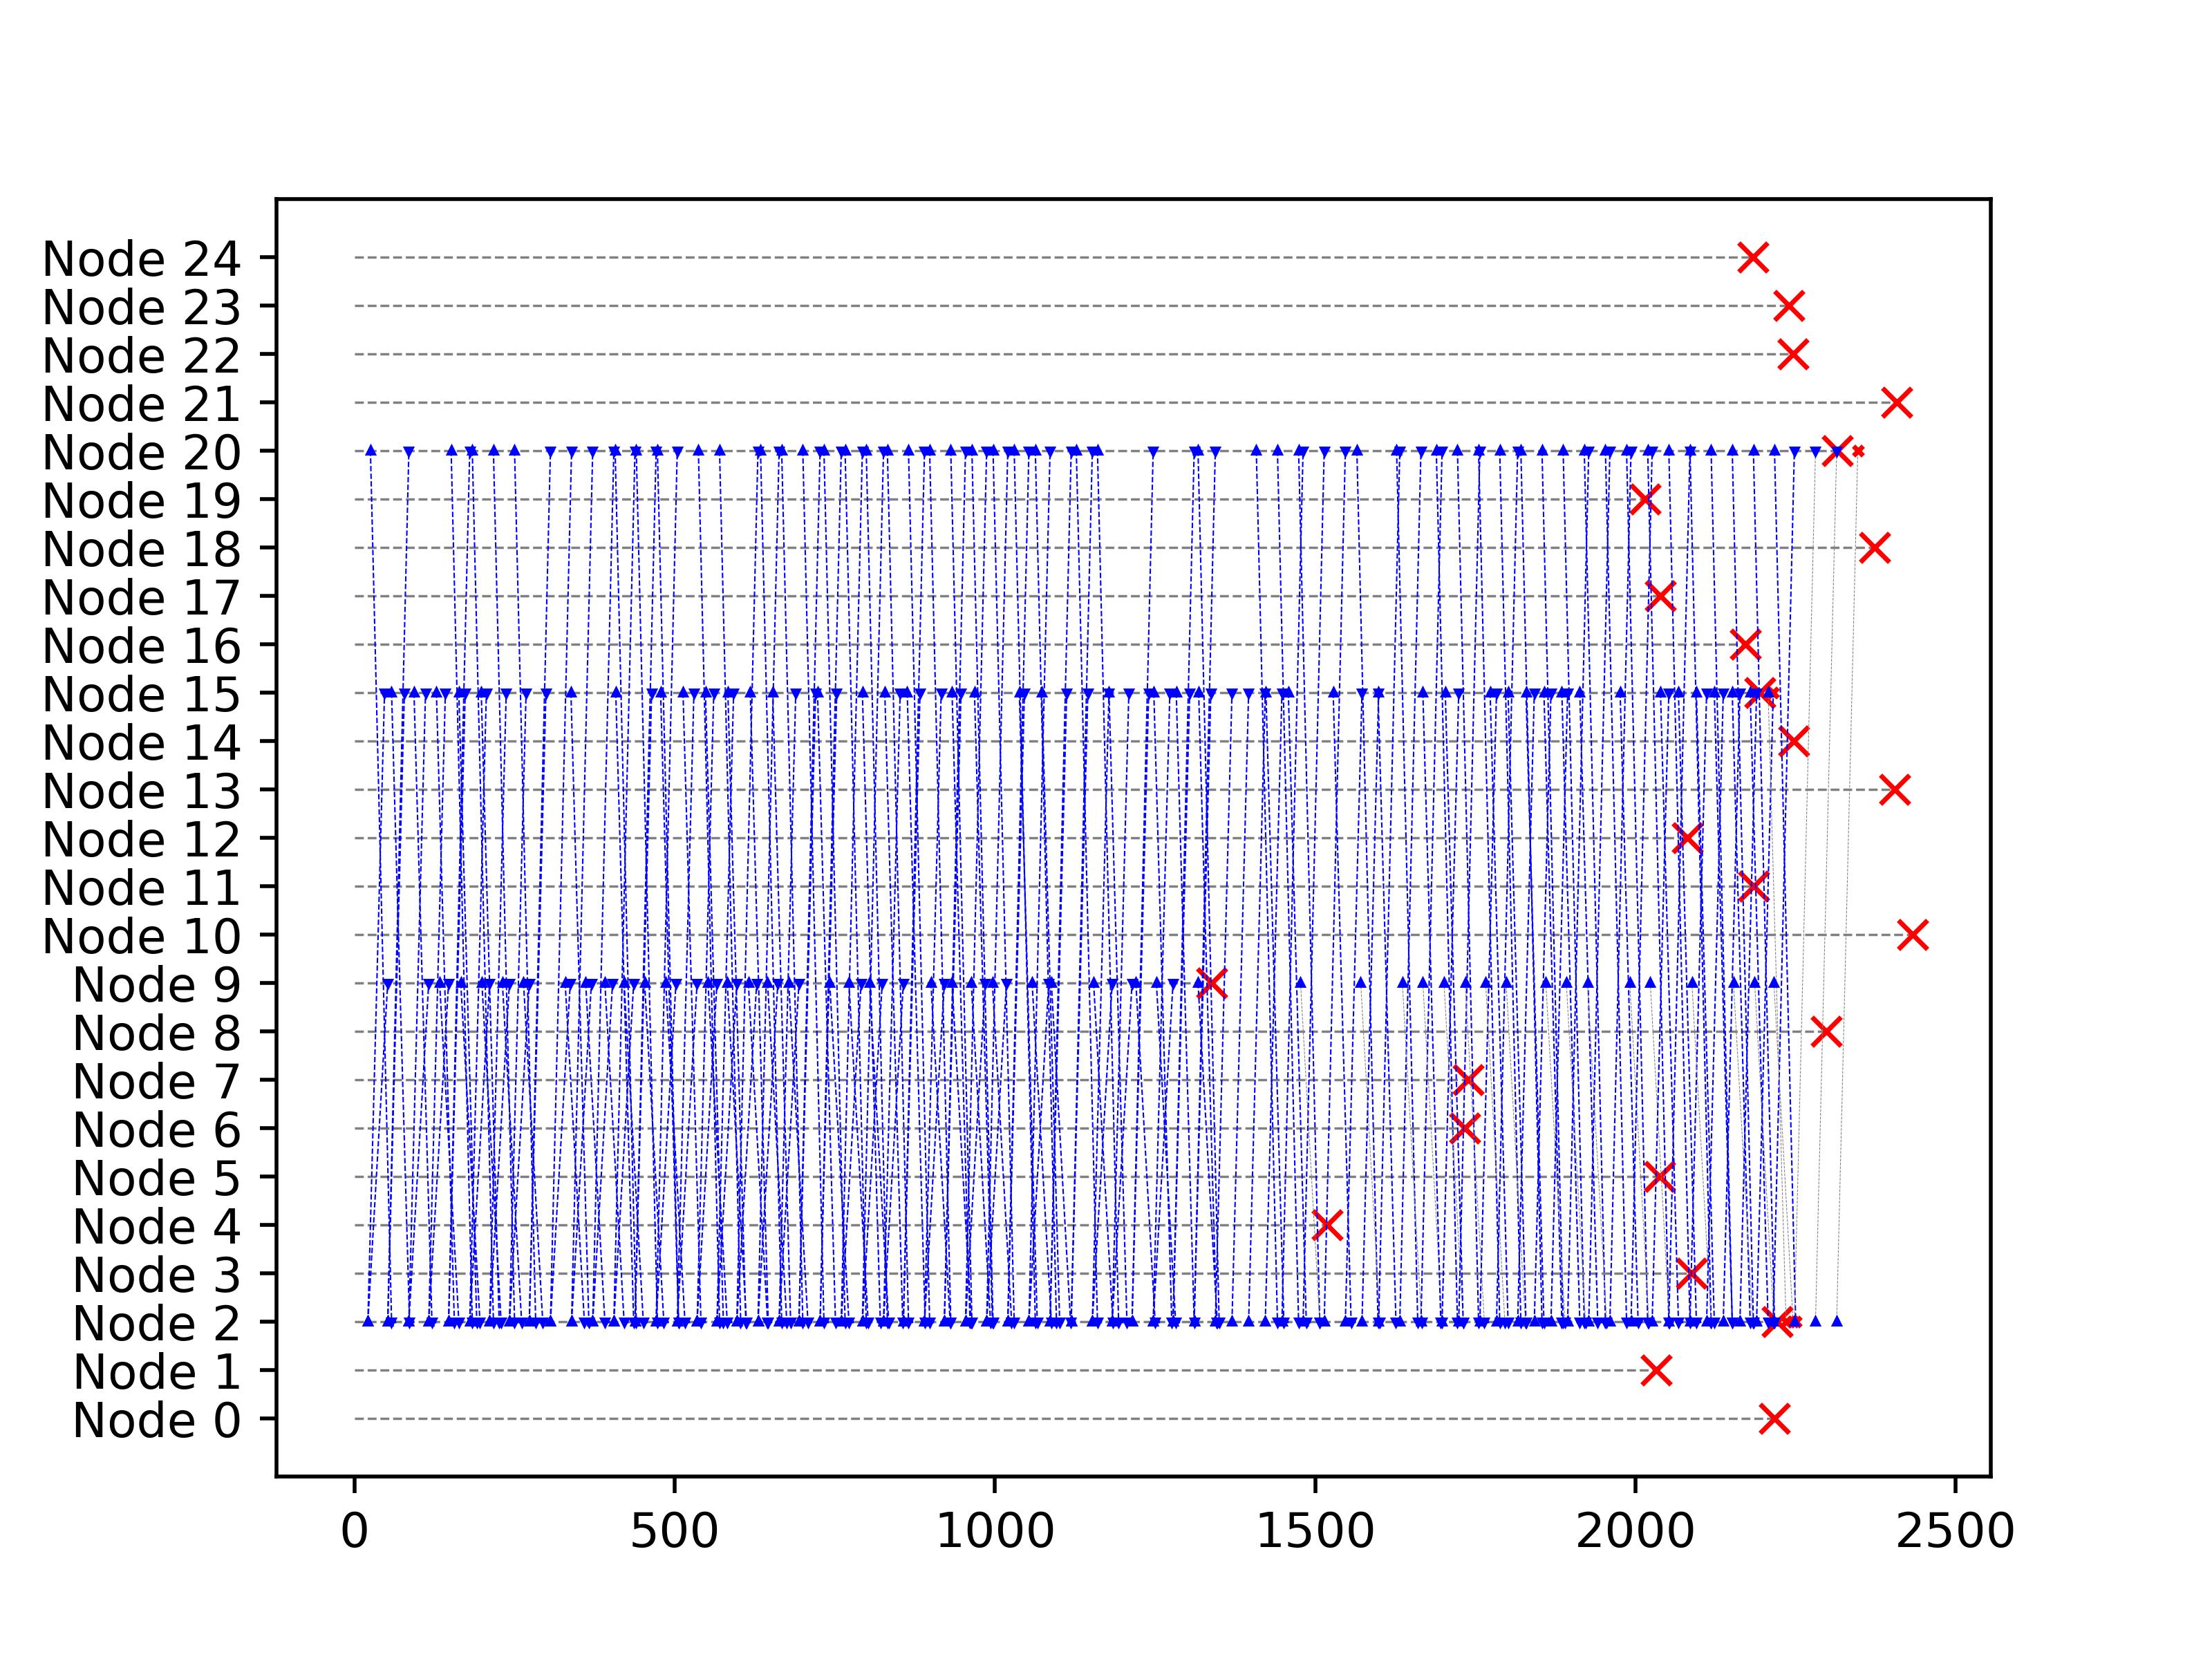 Node 24
Node 23
Node 22
Node 21
Node 20
Node 19
Node 18
Node 17
Node 16
Node 15
Node 14
Node 13
Node 12
Node 11
Node 10
Node 9
Node 8
Node 7
Node 6
Node 5
Node 4
Node 3
Node 2
Node 1
Node 0
0 500 1000 1500 2000 2500